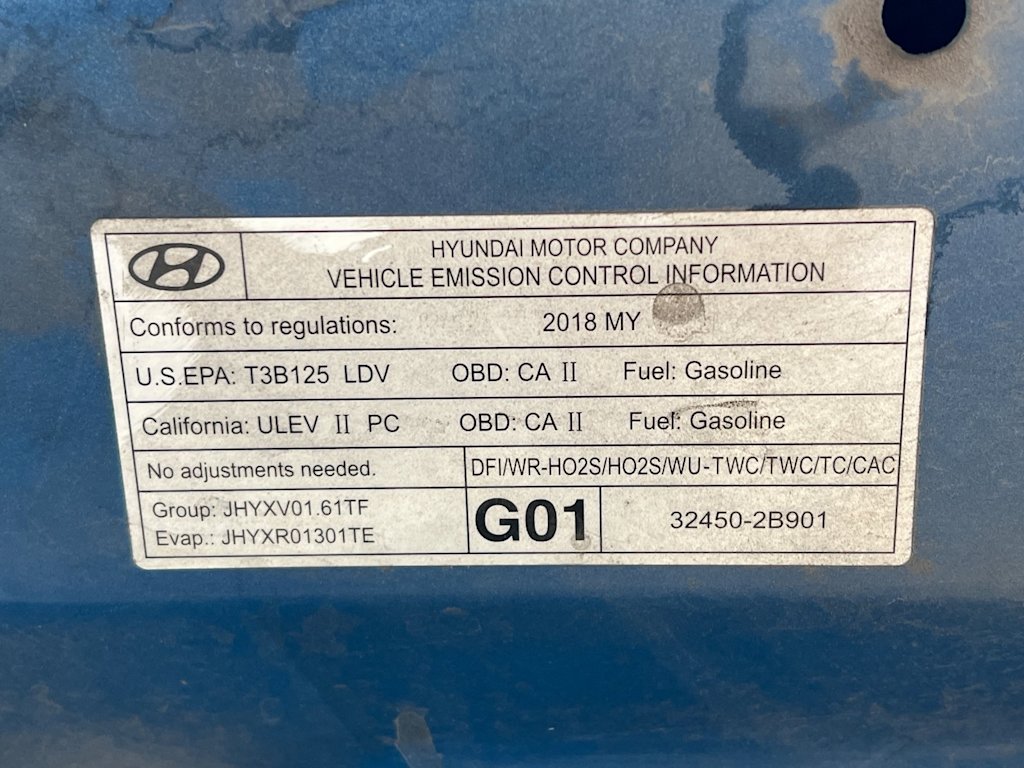 HYUNDAI MOTOR COMPANY
VEHICLE EMISSION CONTROL INFORMATION
Conforms to regulations: 2018 MY
U.S.EPA: T3B125 LDV OBD: CA II Fuel: Gasoline
California: ULEV II PC OBD: CA II Fuel: Gasoline
No adjustments needed. DFI/WR-HO2S/HO2S/WU-TWC/TWC/TC/CAC
Group: JHYXV01.61TF
Evap.: JHYXR01301TE
G01
32450-2B901